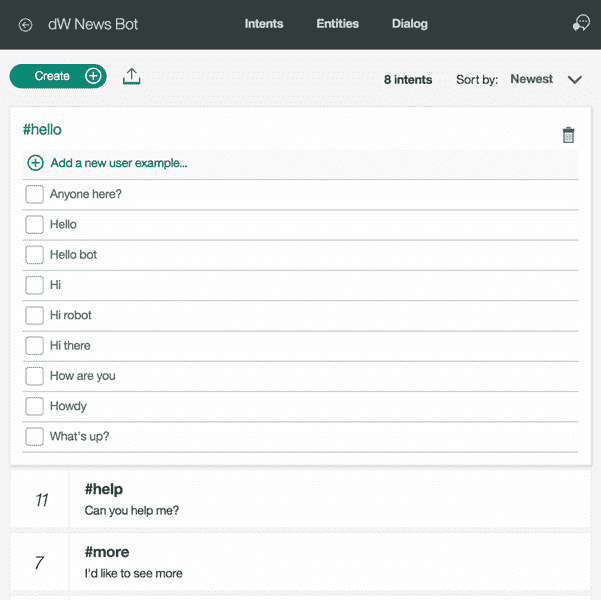 dW News Bot Intents Entities Dialog
Create 8 intents Sort by: Newest
#hello
Add a new user example...
Anyone here?
Hello
Hello bot
Hi
Hi robot
Hi there
How are you
Howdy
What's up?
11 #help
Can you help me?
7 #more
I'd like to see more